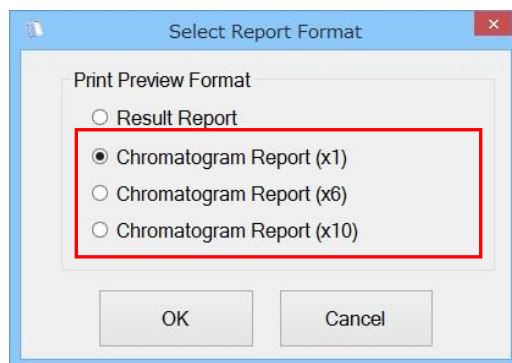 Select Report Format
Print Preview Format
Result Report
Chromatogram Report (x1)
Chromatogram Report (x6)
Chromatogram Report (x10)
OK
Cancel